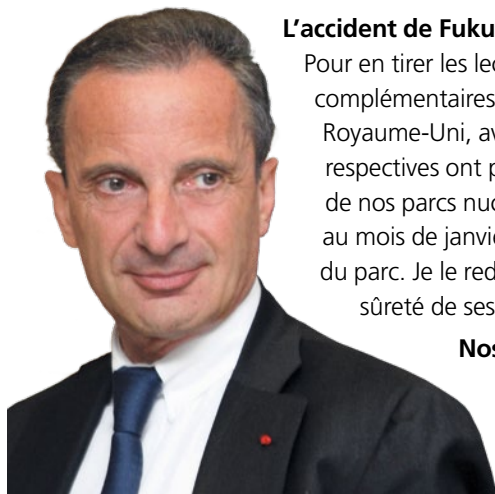 L’accident de Fuku
Pour en tirer les le
complémentaires
Royaume-Uni, av
respectives ont p
de nos parcs nuc
au mois de janvie
du parc. Je le red
sûreté de ses
Nos